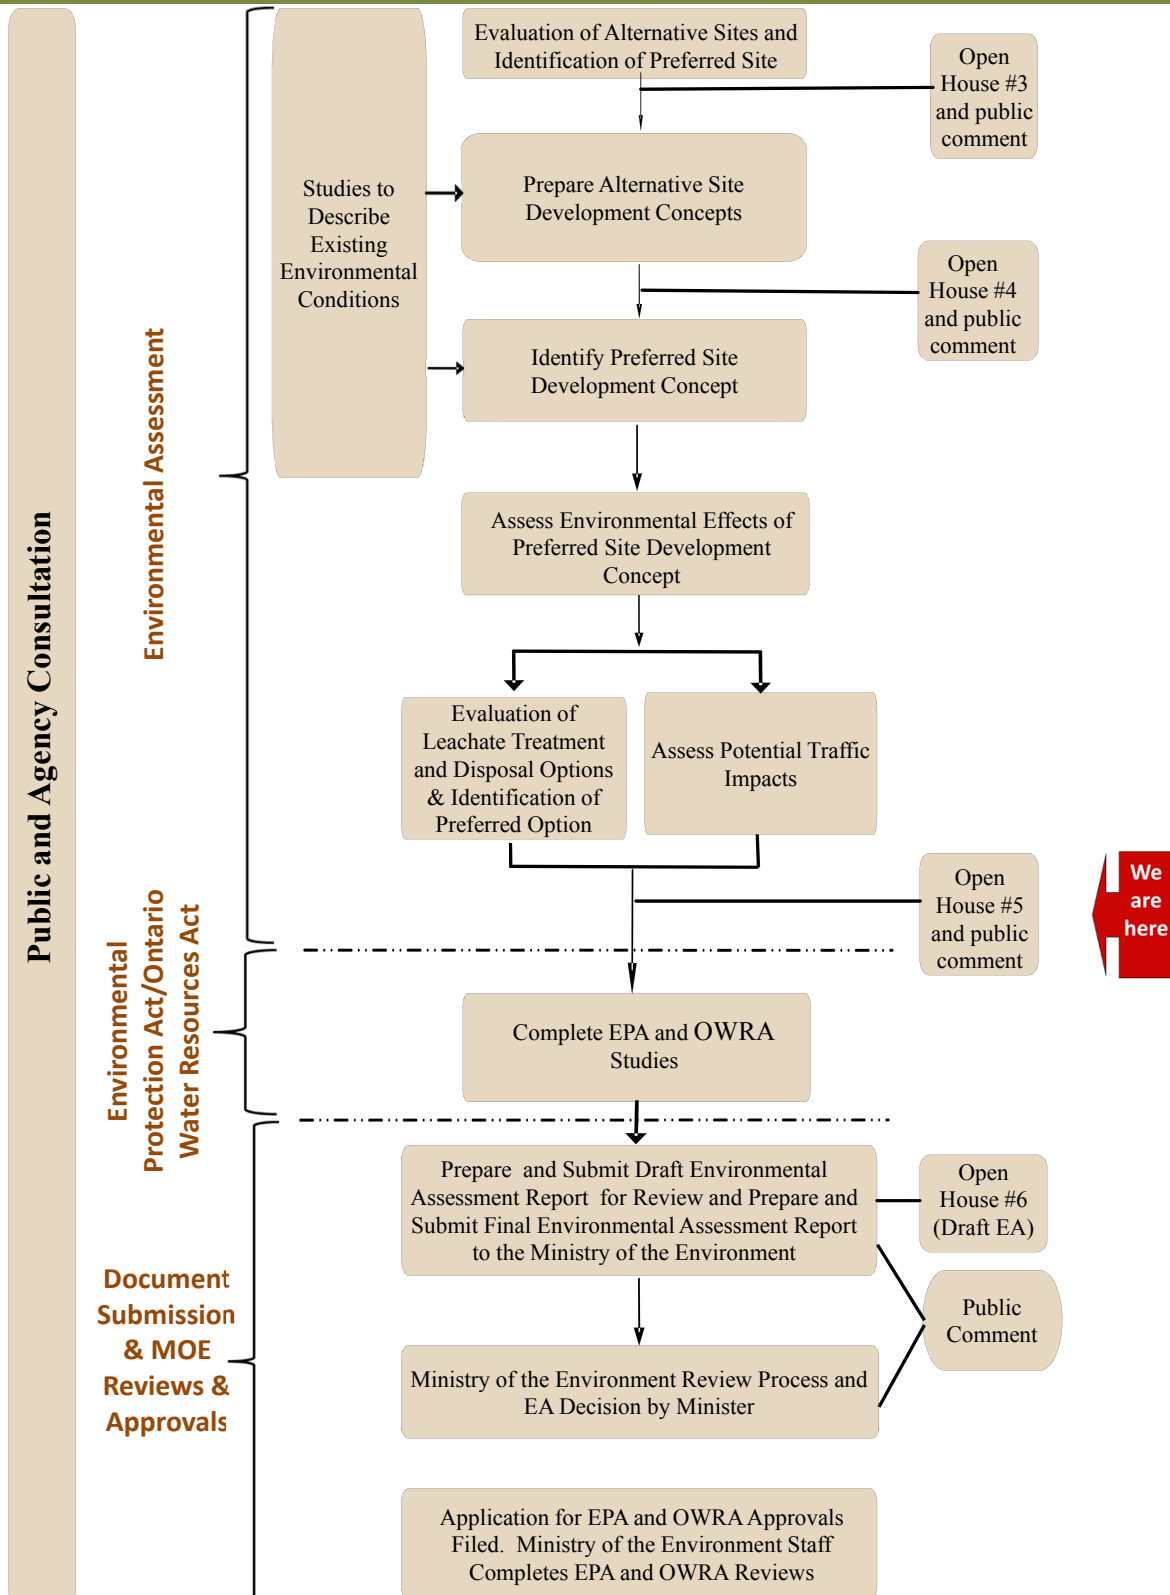 Public and Agency Consultation
Environmental Assessment
Environmental
Protection Act/Ontario
Water Resources Act
Document
Submission
& MOE
Reviews &
Approvals
Studies to
Describe
Existing
Environmental
Conditions
Evaluation of Alternative Sites and
Identification of Preferred Site
Open
House #3
and public
comment
Prepare Alternative Site
Development Concepts
Open
House #4
and public
comment
Identify Preferred Site
Development Concept
Assess Environmental Effects of
Preferred Site Development
Concept
Evaluation of
Leachate Treatment
and Disposal Options
& Identification of
Preferred Option
Assess Potential Traffic
Impacts
Open
House #5
and public
comment
We
are
here
Complete EPA and OWRA
Studies
Prepare and Submit Draft Environmental
Assessment Report for Review and Prepare and
Submit Final Environmental Assessment Report
to the Ministry of the Environment
Open
House #6
(Draft EA)
Public
Comment
Ministry of the Environment Review Process and
EA Decision by Minister
Application for EPA and OWRA Approvals
Filed. Ministry of the Environment Staff
Completes EPA and OWRA Reviews